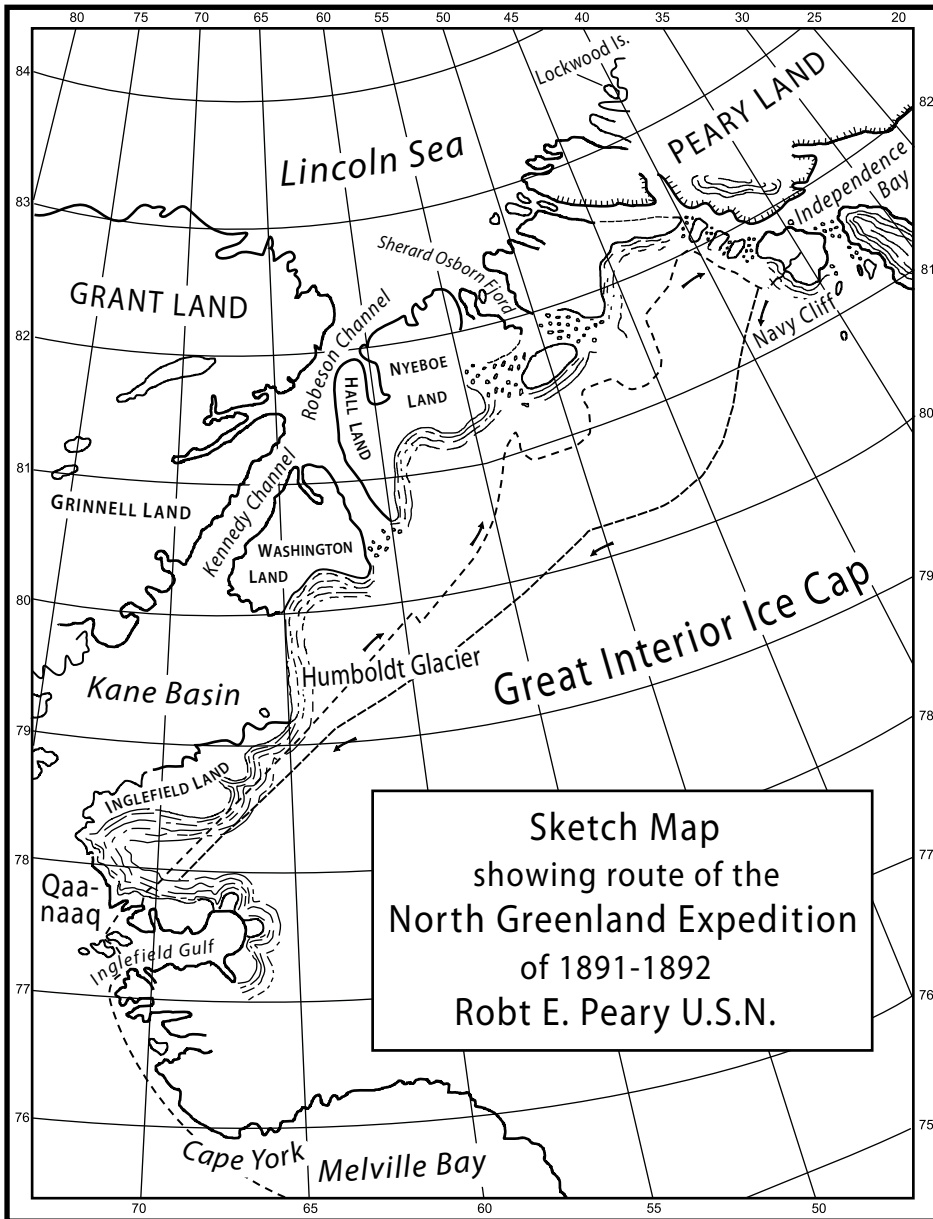 80 70 65 60 55 50 45 40 35 30 25 20
84
83
82
81
80
79
78
77
76
82
81
80
79
78
77
76
75
Lockwood Is.
PEARY LAND
Lincoln Sea
Independence
Bay
Sherard Osborn Fjord
GRANT LAND
Navy Cliff
Robeson Channel
NYEBOE
LAND
HALL LAND
Kennedy Channel
GRINNELL LAND
WASHINGTON
LAND
Great Interior Ice Cap
Humboldt Glacier
Kane Basin
INGLEFIELD LAND
Qaa-
naaq
Inglefield Gulf
Sketch Map
showing route of the
North Greenland Expedition
of 1891-1892
Robt E. Peary U.S.N.
Cape York
Melville Bay
70 65 60 55 50